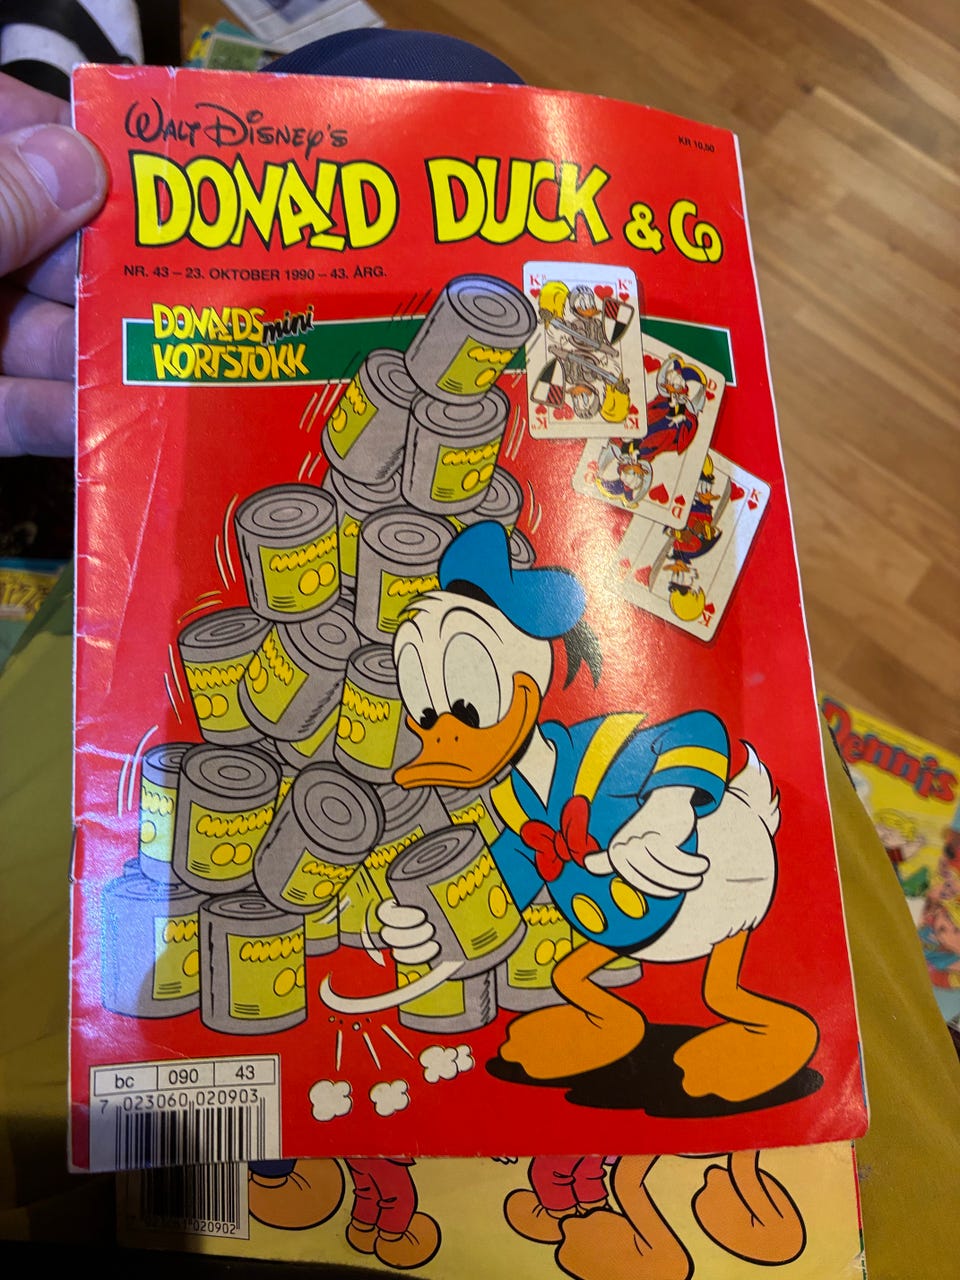 WALT DISNEY'S
KR 10,50
DONALD DUCK & Co
NR. 43 – 23. OKTOBER 1990 – 43. ÅRG.
DONALDS mini
KORTSTOKK
K K
K
D
D
K
K
bc 090 43
7 023060 020903
020902
Dennis